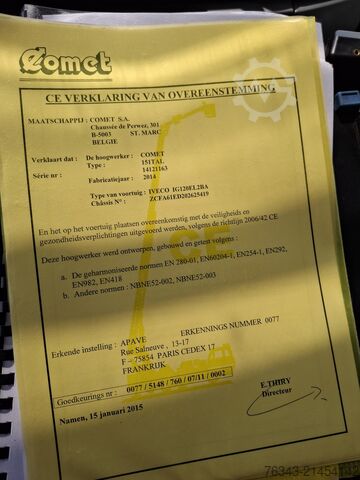 Comet
CE VERKLARING VAN OVEREENSTEMMING
MAATSCHAPPIJ : COMET S.A.
Chaussée de Perwez, 301
B-5003 ST. MARC
BELGIE
Verklaart dat : De hoogwerker : COMET
Type : 151TAL
Série nr : 14121163
Fabricatiejaar : 2014
Type van voertuig : IVECO IG120EL2BA
Châssis N° : ZCFA61ED202625419
En het op het voertuig plaatsen overeenkomstig met de veiligheids en
gezondheidsverplichtingen uitgevoerd werden, volgens de richtlijn 2006/42 CE
Deze hoogwerker werd ontworpen, gebouwd en getest volgens :
a. De geharmoniseerde normen EN 280-01, EN60204-1, EN254-1, EN292,
EN982, EN418
b. Andere normen : NBNE52-002, NBNE52-003
CE
Erkende instelling : APAVE ERKENNINGS NUMMER 0077
Rue Salneuve , 13-17
F – 75854 PARIS CEDEX 17
FRANKRIJK
Goedkeurings nr : 0077 / 5148 / 760 / 07/11 / 0002
Namen, 15 januari 2015
E.THIRY
Directeur